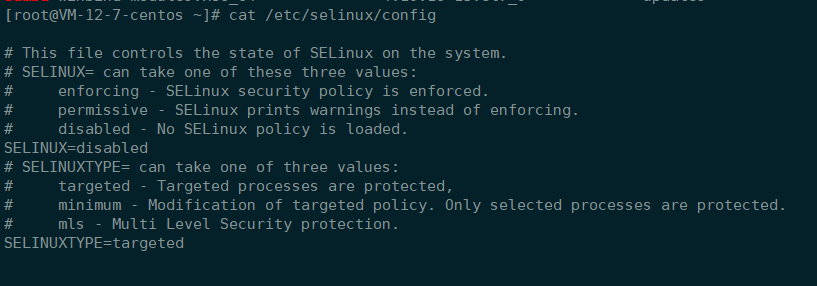 [root@VM-12-7-centos ~]# cat /etc/selinux/config
# This file controls the state of SELinux on the system.
# SELINUX= can take one of these three values:
#     enforcing - SELinux security policy is enforced.
#     permissive - SELinux prints warnings instead of enforcing.
#     disabled - No SELinux policy is loaded.
SELINUX=disabled
# SELINUXTYPE= can take one of three values:
#     targeted - Targeted processes are protected,
#     minimum - Modification of targeted policy. Only selected processes are protected.
#     mls - Multi Level Security protection.
SELINUXTYPE=targeted